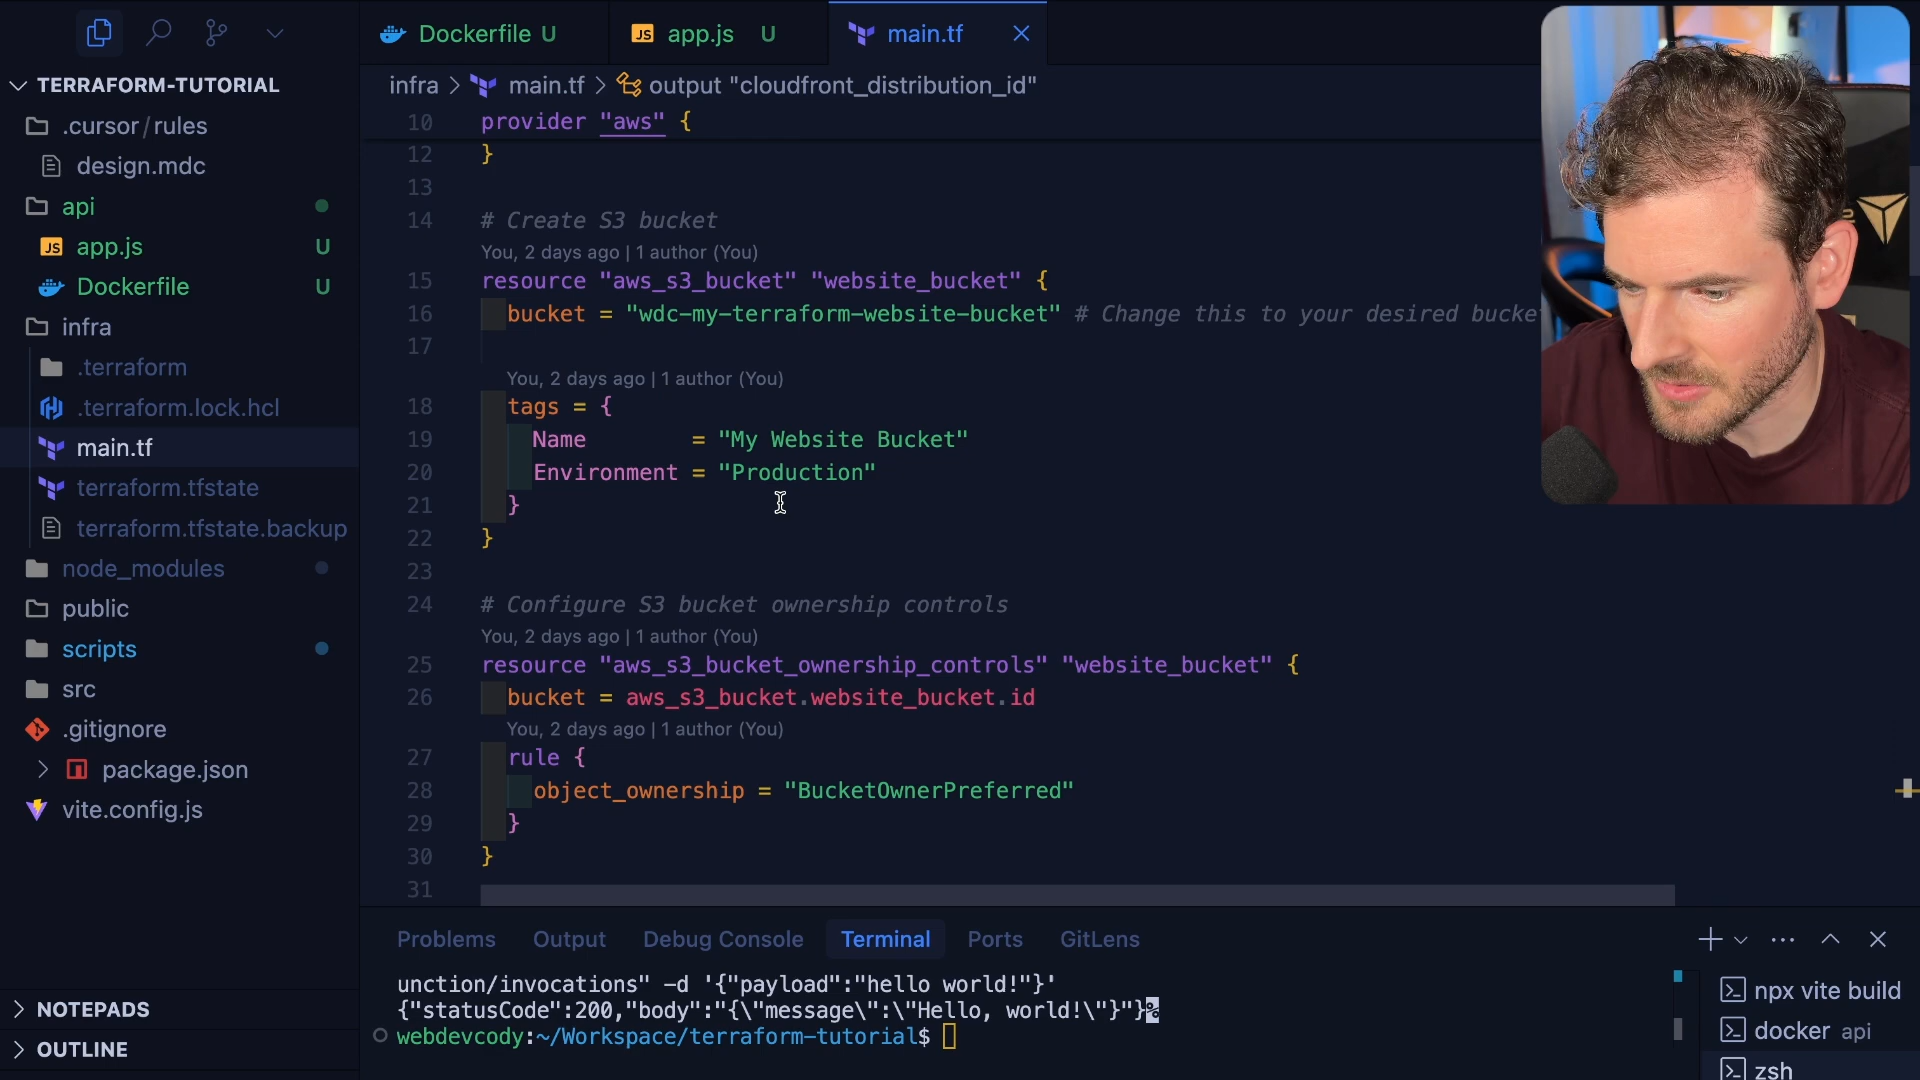 Dockerfile U
app.js U
main.tf
TERRAFORM-TUTORIAL
.cursor/rules
design.mdc
api
app.js U
Dockerfile U
infra
.terraform
.terraform.lock.hcl
main.tf
terraform.tfstate
terraform.tfstate.backup
node_modules
public
scripts
src
.gitignore
package.json
vite.config.js
NOTEPADS
OUTLINE
infra > main.tf > output "cloudfront_distribution_id"
10 provider "aws" {
12 }
13
14 # Create S3 bucket
You, 2 days ago | 1 author (You)
15 resource "aws_s3_bucket" "website_bucket" {
16 bucket = "wdc-my-terraform-website-bucket" # Change this to your desired bucke
17
You, 2 days ago | 1 author (You)
18 tags = {
19 Name = "My Website Bucket"
20 Environment = "Production"
21 }
22 }
23
24 # Configure S3 bucket ownership controls
You, 2 days ago | 1 author (You)
25 resource "aws_s3_bucket_ownership_controls" "website_bucket" {
26 bucket = aws_s3_bucket.website_bucket.id
You, 2 days ago | 1 author (You)
27 rule {
28 object_ownership = "BucketOwnerPreferred"
29 }
30 }
31
Problems Output Debug Console Terminal Ports GitLens
unction/invocations" -d '{"payload":"hello world!"}'
{"statusCode":200,"body":"{\"message\":\"Hello, world!\"}"}%
webdevcody:~/Workspace/terraform-tutorial$
npx vite build
docker api
zsh